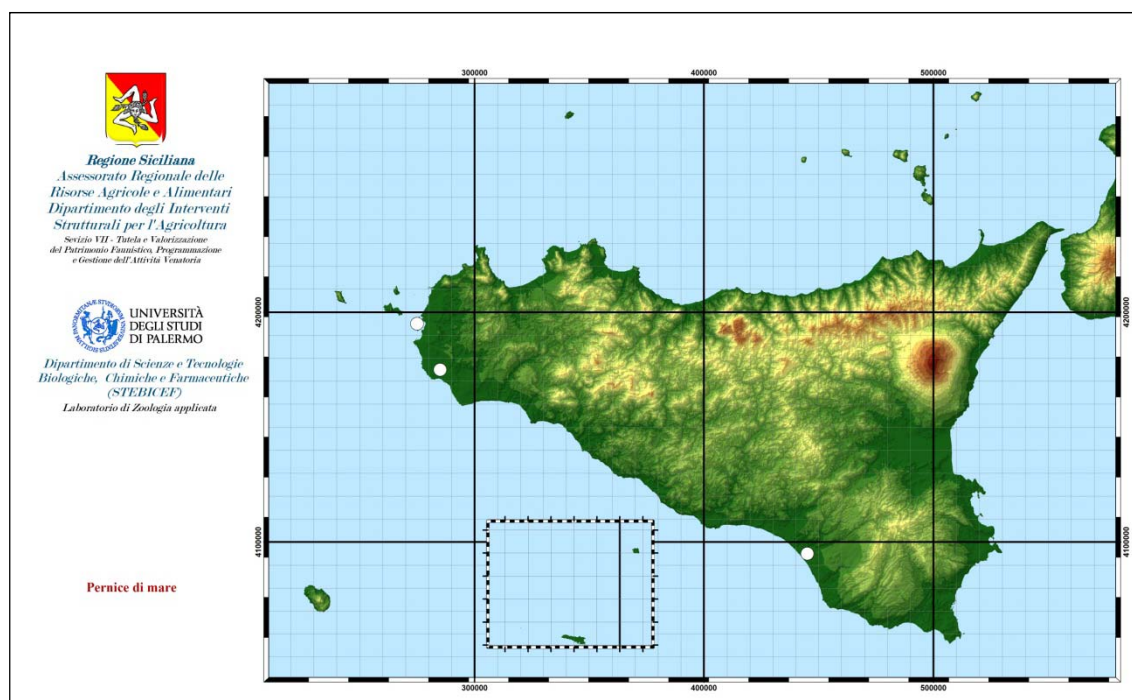 Regione Siciliana
Assessorato Regionale delle
Risorse Agricole e Alimentari
Dipartimento degli Interventi
Strutturali per l'Agricoltura
Sevizio VII - Tutela e Valorizzazione
del Patrimonio Faunistico, Programmazione
e Gestione dell'Attività Venatoria
UNIVERSITÀ
DEGLI STUDI
DI PALERMO
Dipartimento di Scienze e Tecnologie
Biologiche, Chimiche e Farmaceutiche
(STEBICEF)
Laboratorio di Zoologia applicata
Pernice di mare
300000 400000 500000
4200000 4200000
4100000 4100000
300000 400000 500000